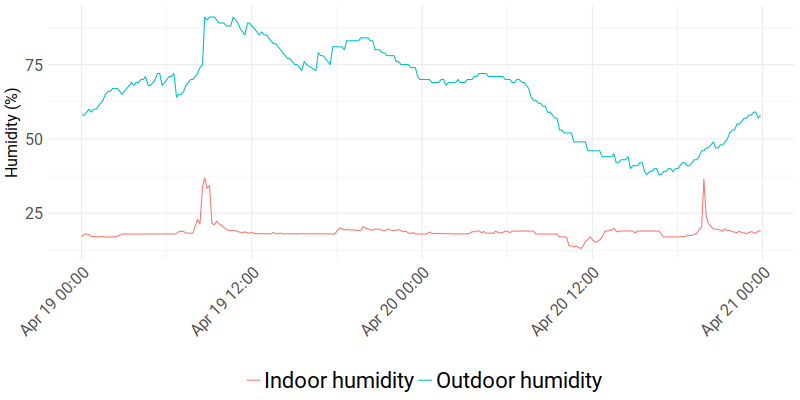 Humidity (%)
75
50
25
Apr 19 00:00
Apr 19 12:00
Apr 20 00:00
Apr 20 12:00
Apr 21 00:00
Indoor humidity
Outdoor humidity